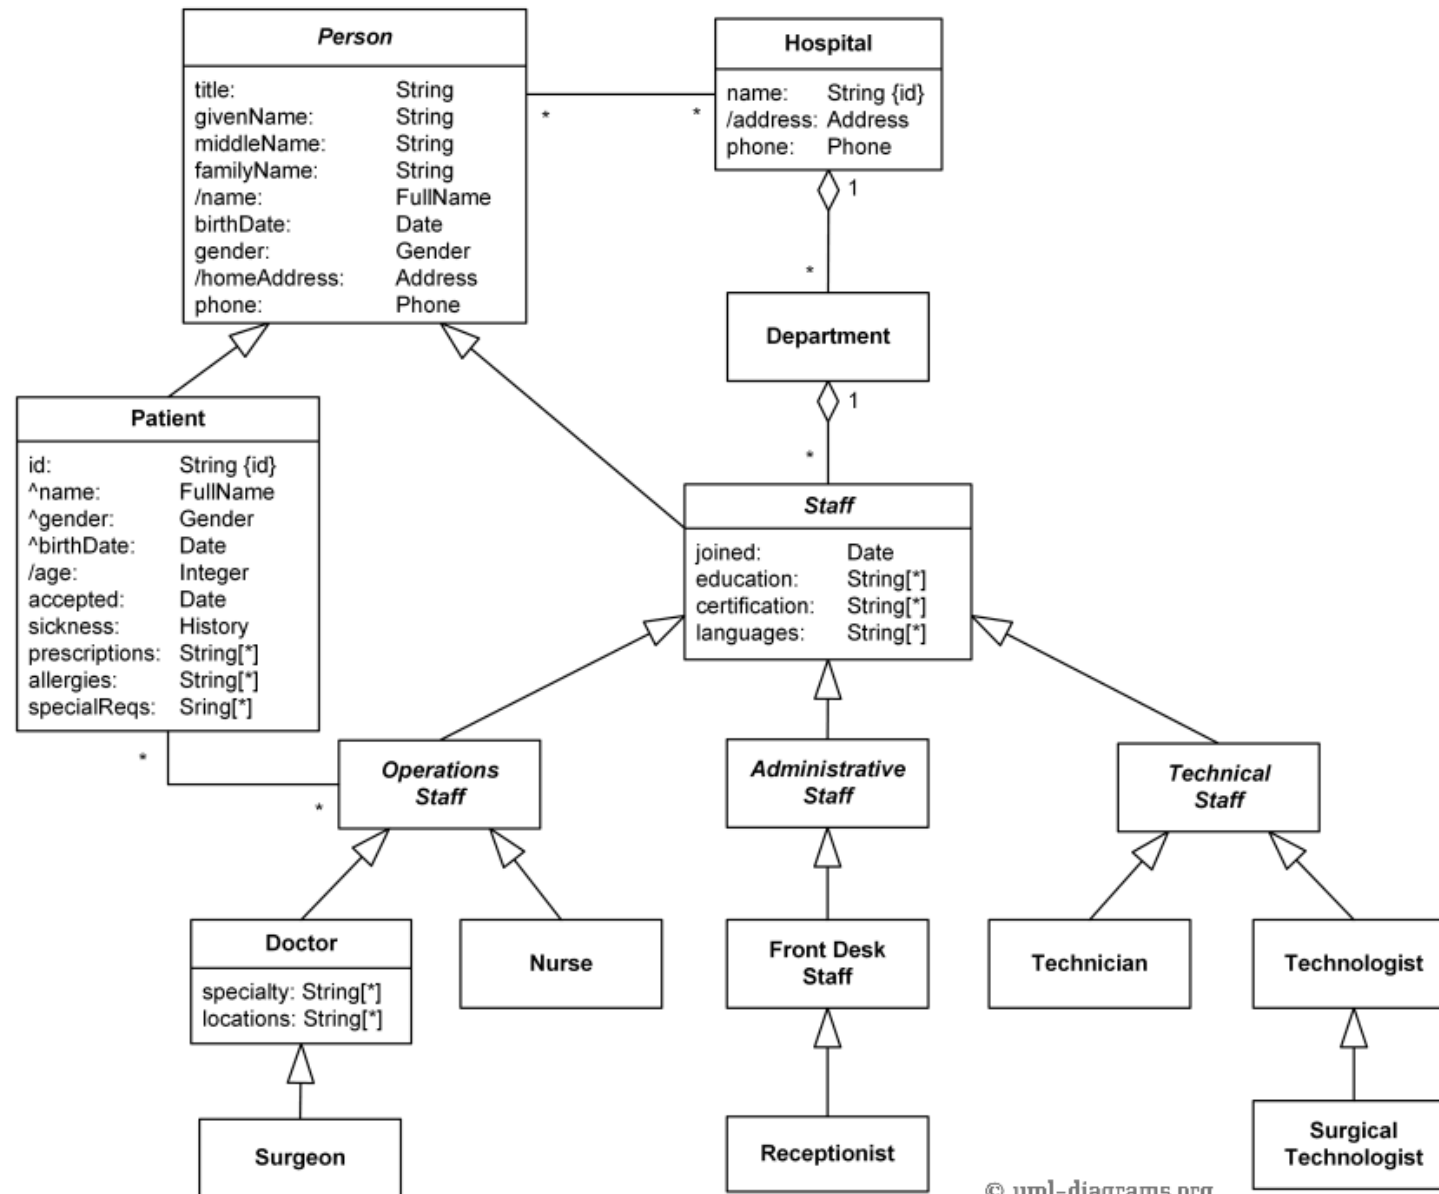 Person
title: String
givenName: String
middleName: String
familyName: String
/name: FullName
birthDate: Date
gender: Gender
/homeAddress: Address
phone: Phone
*
*
Hospital
name: String {id}
/address: Address
phone: Phone
1
*
Department
1
*
Patient
id: String {id}
^name: FullName
^gender: Gender
^birthDate: Date
/age: Integer
accepted: Date
sickness: History
prescriptions: String[*]
allergies: String[*]
specialReqs: Sring[*]
*
*
Staff
joined: Date
education: String[*]
certification: String[*]
languages: String[*]
Operations
Staff
Administrative
Staff
Technical
Staff
Doctor
specialty: String[*]
locations: String[*]
Nurse
Front Desk
Staff
Technician
Technologist
Surgeon
Receptionist
Surgical
Technologist
© uml-diagrams.org